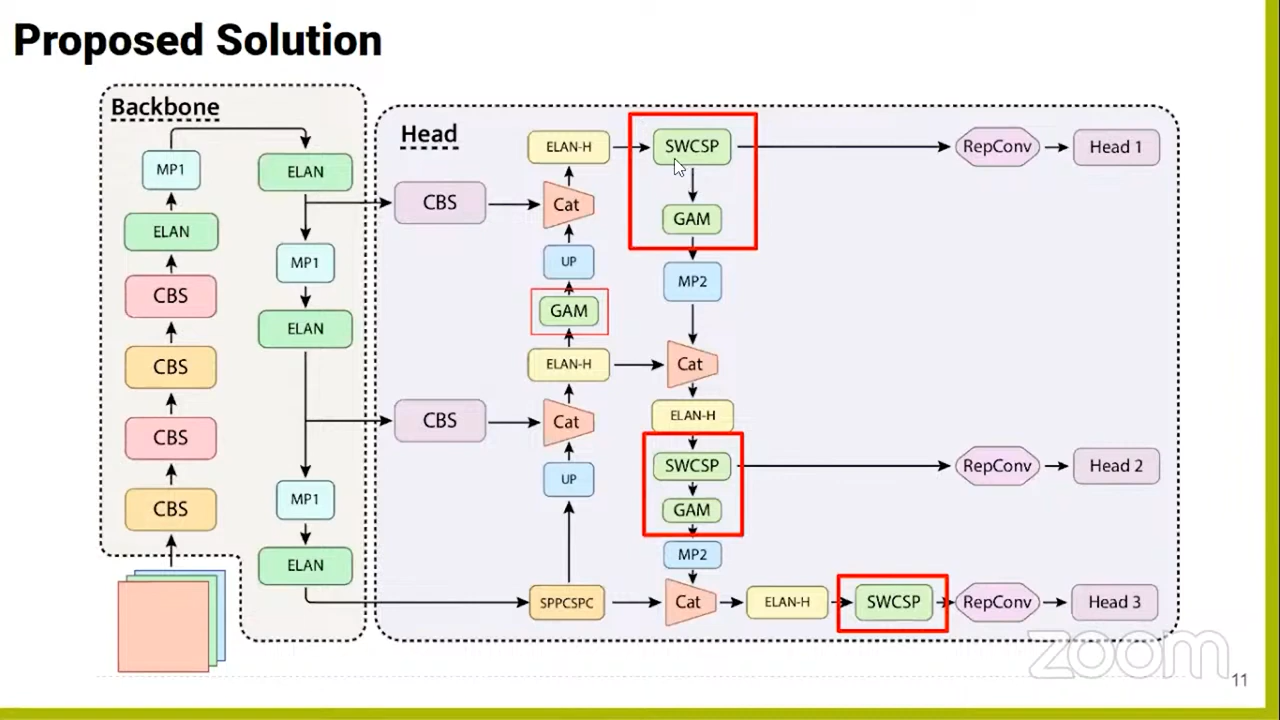 Proposed Solution
Backbone
MP1
ELAN
ELAN
CBS
CBS
CBS
CBS
MP1
ELAN
MP1
ELAN
Head
CBS
CBS
ELAN-H
Cat
UP
GAM
ELAN-H
Cat
UP
SPPCSPC
SWCSP
GAM
MP2
Cat
ELAN-H
SWCSP
GAM
MP2
Cat
ELAN-H
SWCSP
RepConv
Head 1
RepConv
Head 2
RepConv
Head 3
zoom
11